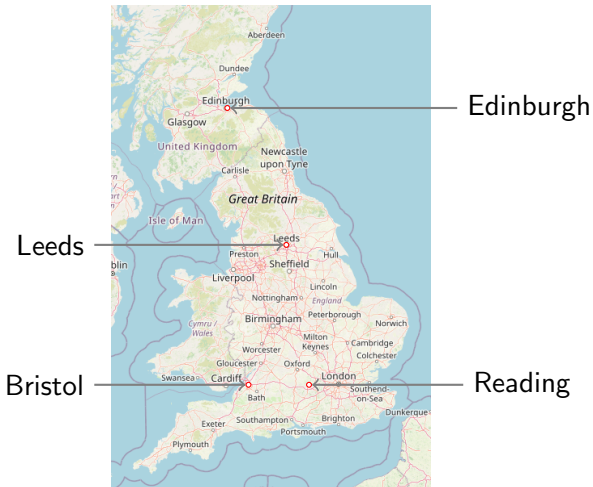 Aberdeen
Dundee
Edinburgh
Edinburgh
Glasgow
United Kingdom
Newcastle
upon Tyne
Carlisle
Great Britain
Isle of Man
Leeds
Leeds
Preston
Hull
Sheffield
Liverpool
Lincoln
Nottingham
England
Peterborough
Norwich
Birmingham
Cymru /
Wales
Milton
Keynes
Cambridge
Worcester
Colchester
Gloucester
Oxford
Bristol
Swansea
Cardiff
London
Reading
Southend-
on-Sea
Bath
Dunkerque
Exeter
Southampton
Brighton
Portsmouth
Plymouth